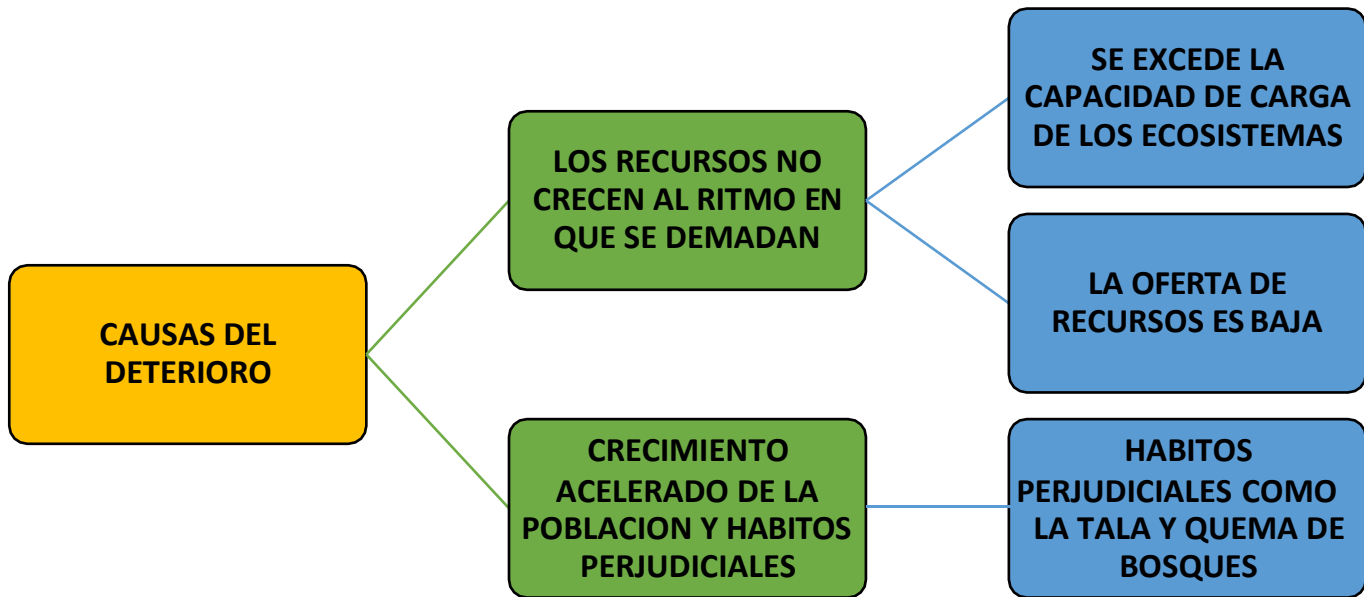 CAUSAS DEL
DETERIORO
LOS RECURSOS NO
CRECEN AL RITMO EN
QUE SE DEMADAN
SE EXCEDE LA
CAPACIDAD DE CARGA
DE LOS ECOSISTEMAS
LA OFERTA DE
RECURSOS ES BAJA
CRECIMIENTO
ACELERADO DE LA
POBLACION Y HABITOS
PERJUDICIALES
HABITOS
PERJUDICIALES COMO
LA TALA Y QUEMA DE
BOSQUES